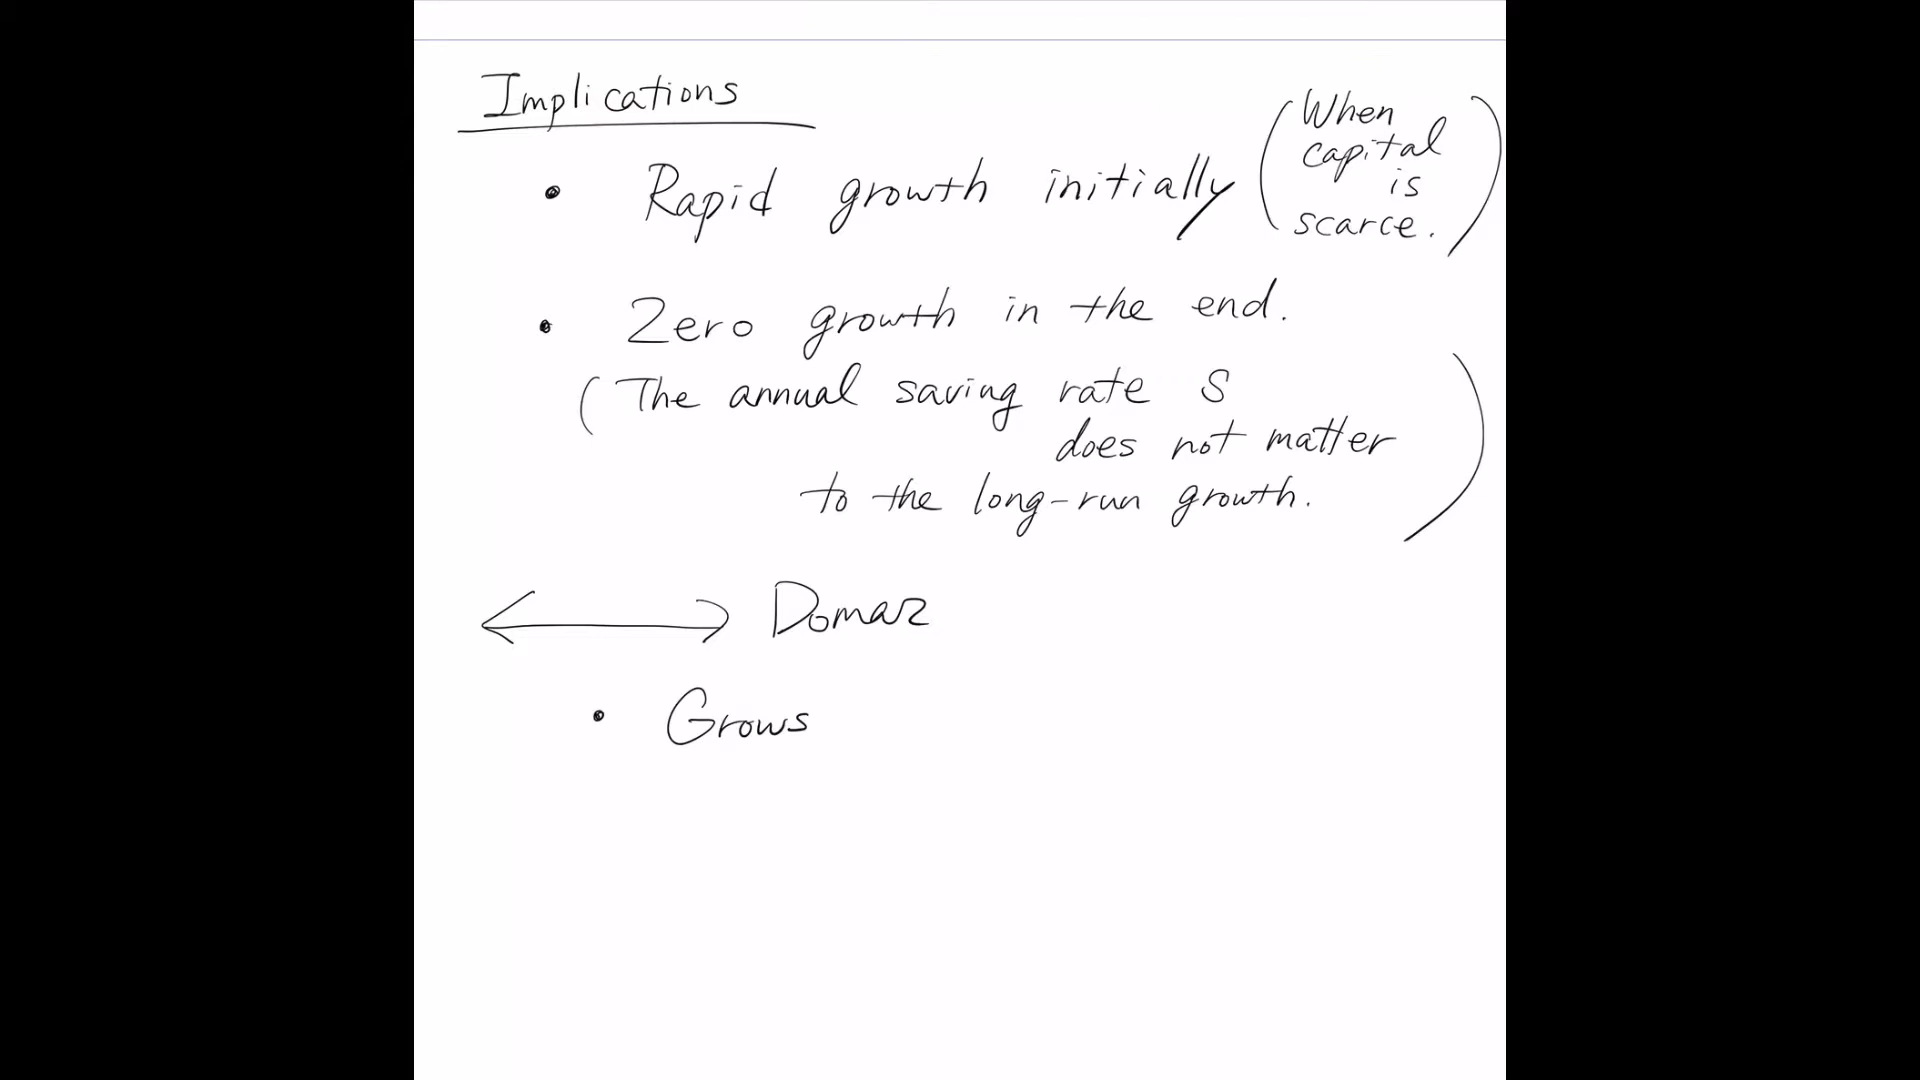 Implications
• Rapid growth initially (When capital is scarce.)
• Zero growth in the end.
(The annual saving rate s
does not matter
to the long-run growth.)
⟷ Domar
• Grows